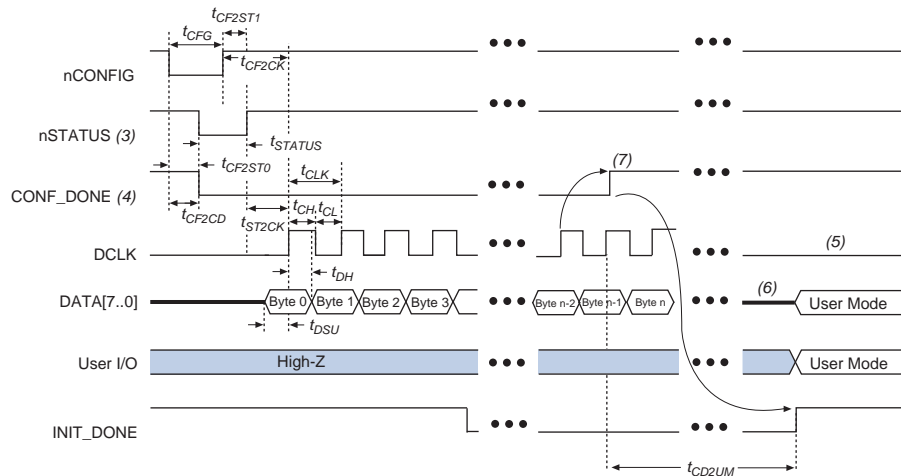 tCF2ST1
tCFG
tCF2CK
nCONFIG
nSTATUS (3)
tSTATUS
tCF2ST0
tCLK
(7)
CONF_DONE (4)
tCF2CD
tST2CK
tCH
tCL
DCLK
(5)
tDH
DATA[7..0]
Byte 0
Byte 1
Byte 2
Byte 3
Byte n-2
Byte n-1
Byte n
(6)
User Mode
tDSU
User I/O
High-Z
User Mode
INIT_DONE
tCD2UM